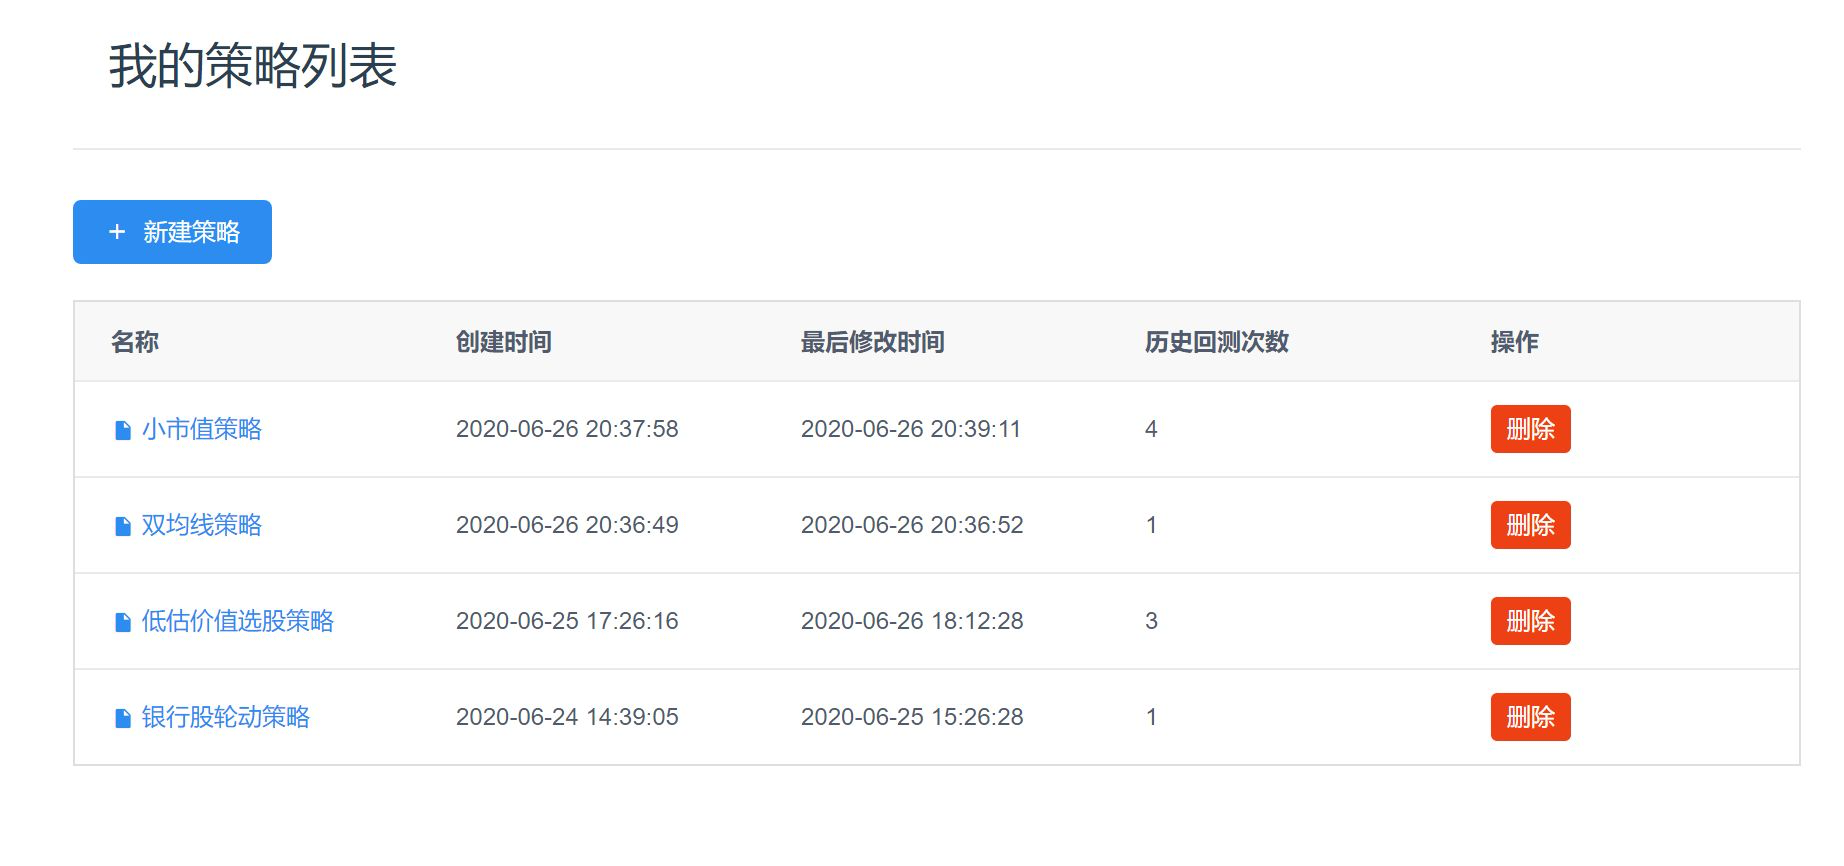 我的策略列表
+ 新建策略
名称 创建时间 最后修改时间 历史回测次数 操作
小市值策略 2020-06-26 20:37:58 2020-06-26 20:39:11 4 删除
双均线策略 2020-06-26 20:36:49 2020-06-26 20:36:52 1 删除
低估价值选股策略 2020-06-25 17:26:16 2020-06-26 18:12:28 3 删除
银行股轮动策略 2020-06-24 14:39:05 2020-06-25 15:26:28 1 删除